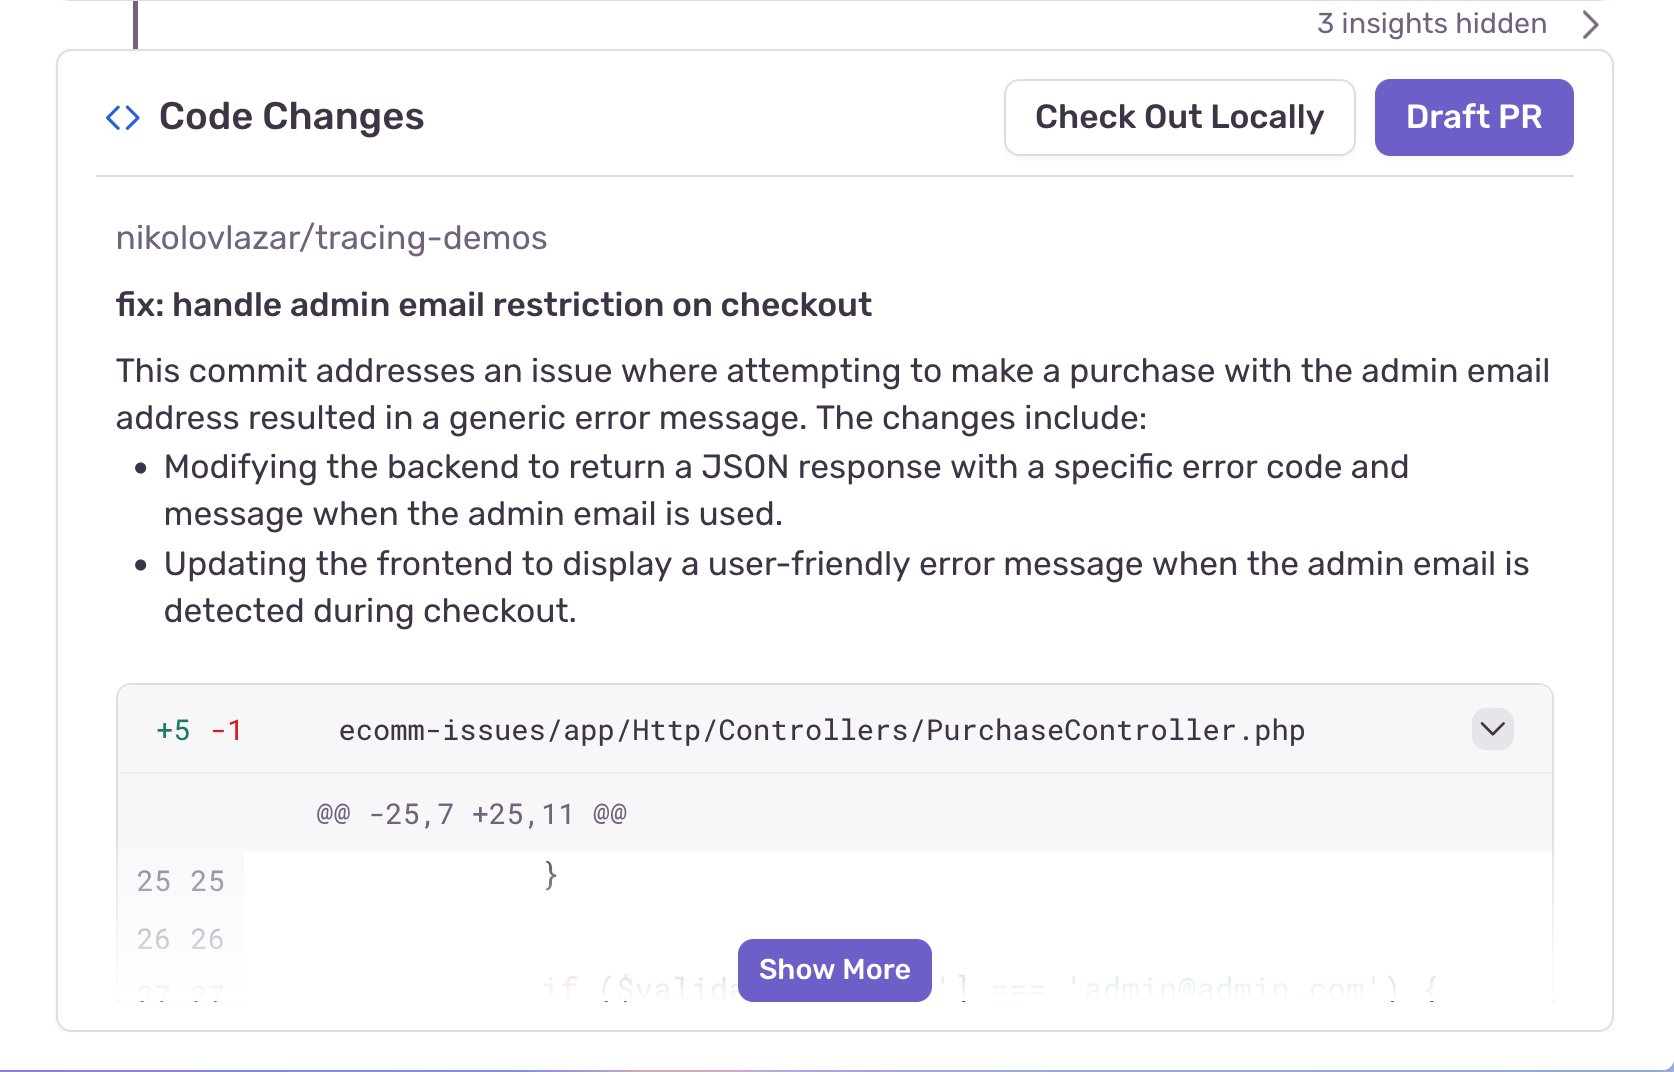 3 insights hidden
Code Changes
Check Out Locally
Draft PR
nikolovlazar/tracing-demos
fix: handle admin email restriction on checkout
This commit addresses an issue where attempting to make a purchase with the admin email
address resulted in a generic error message. The changes include:
• Modifying the backend to return a JSON response with a specific error code and
message when the admin email is used.
• Updating the frontend to display a user-friendly error message when the admin email is
detected during checkout.
+5 -1 ecomm-issues/app/Http/Controllers/PurchaseController.php
@@ -25,7 +25,11 @@
25 25 }
26 26
27 27 if ( '] === 'admin@admin.com') {
Show More